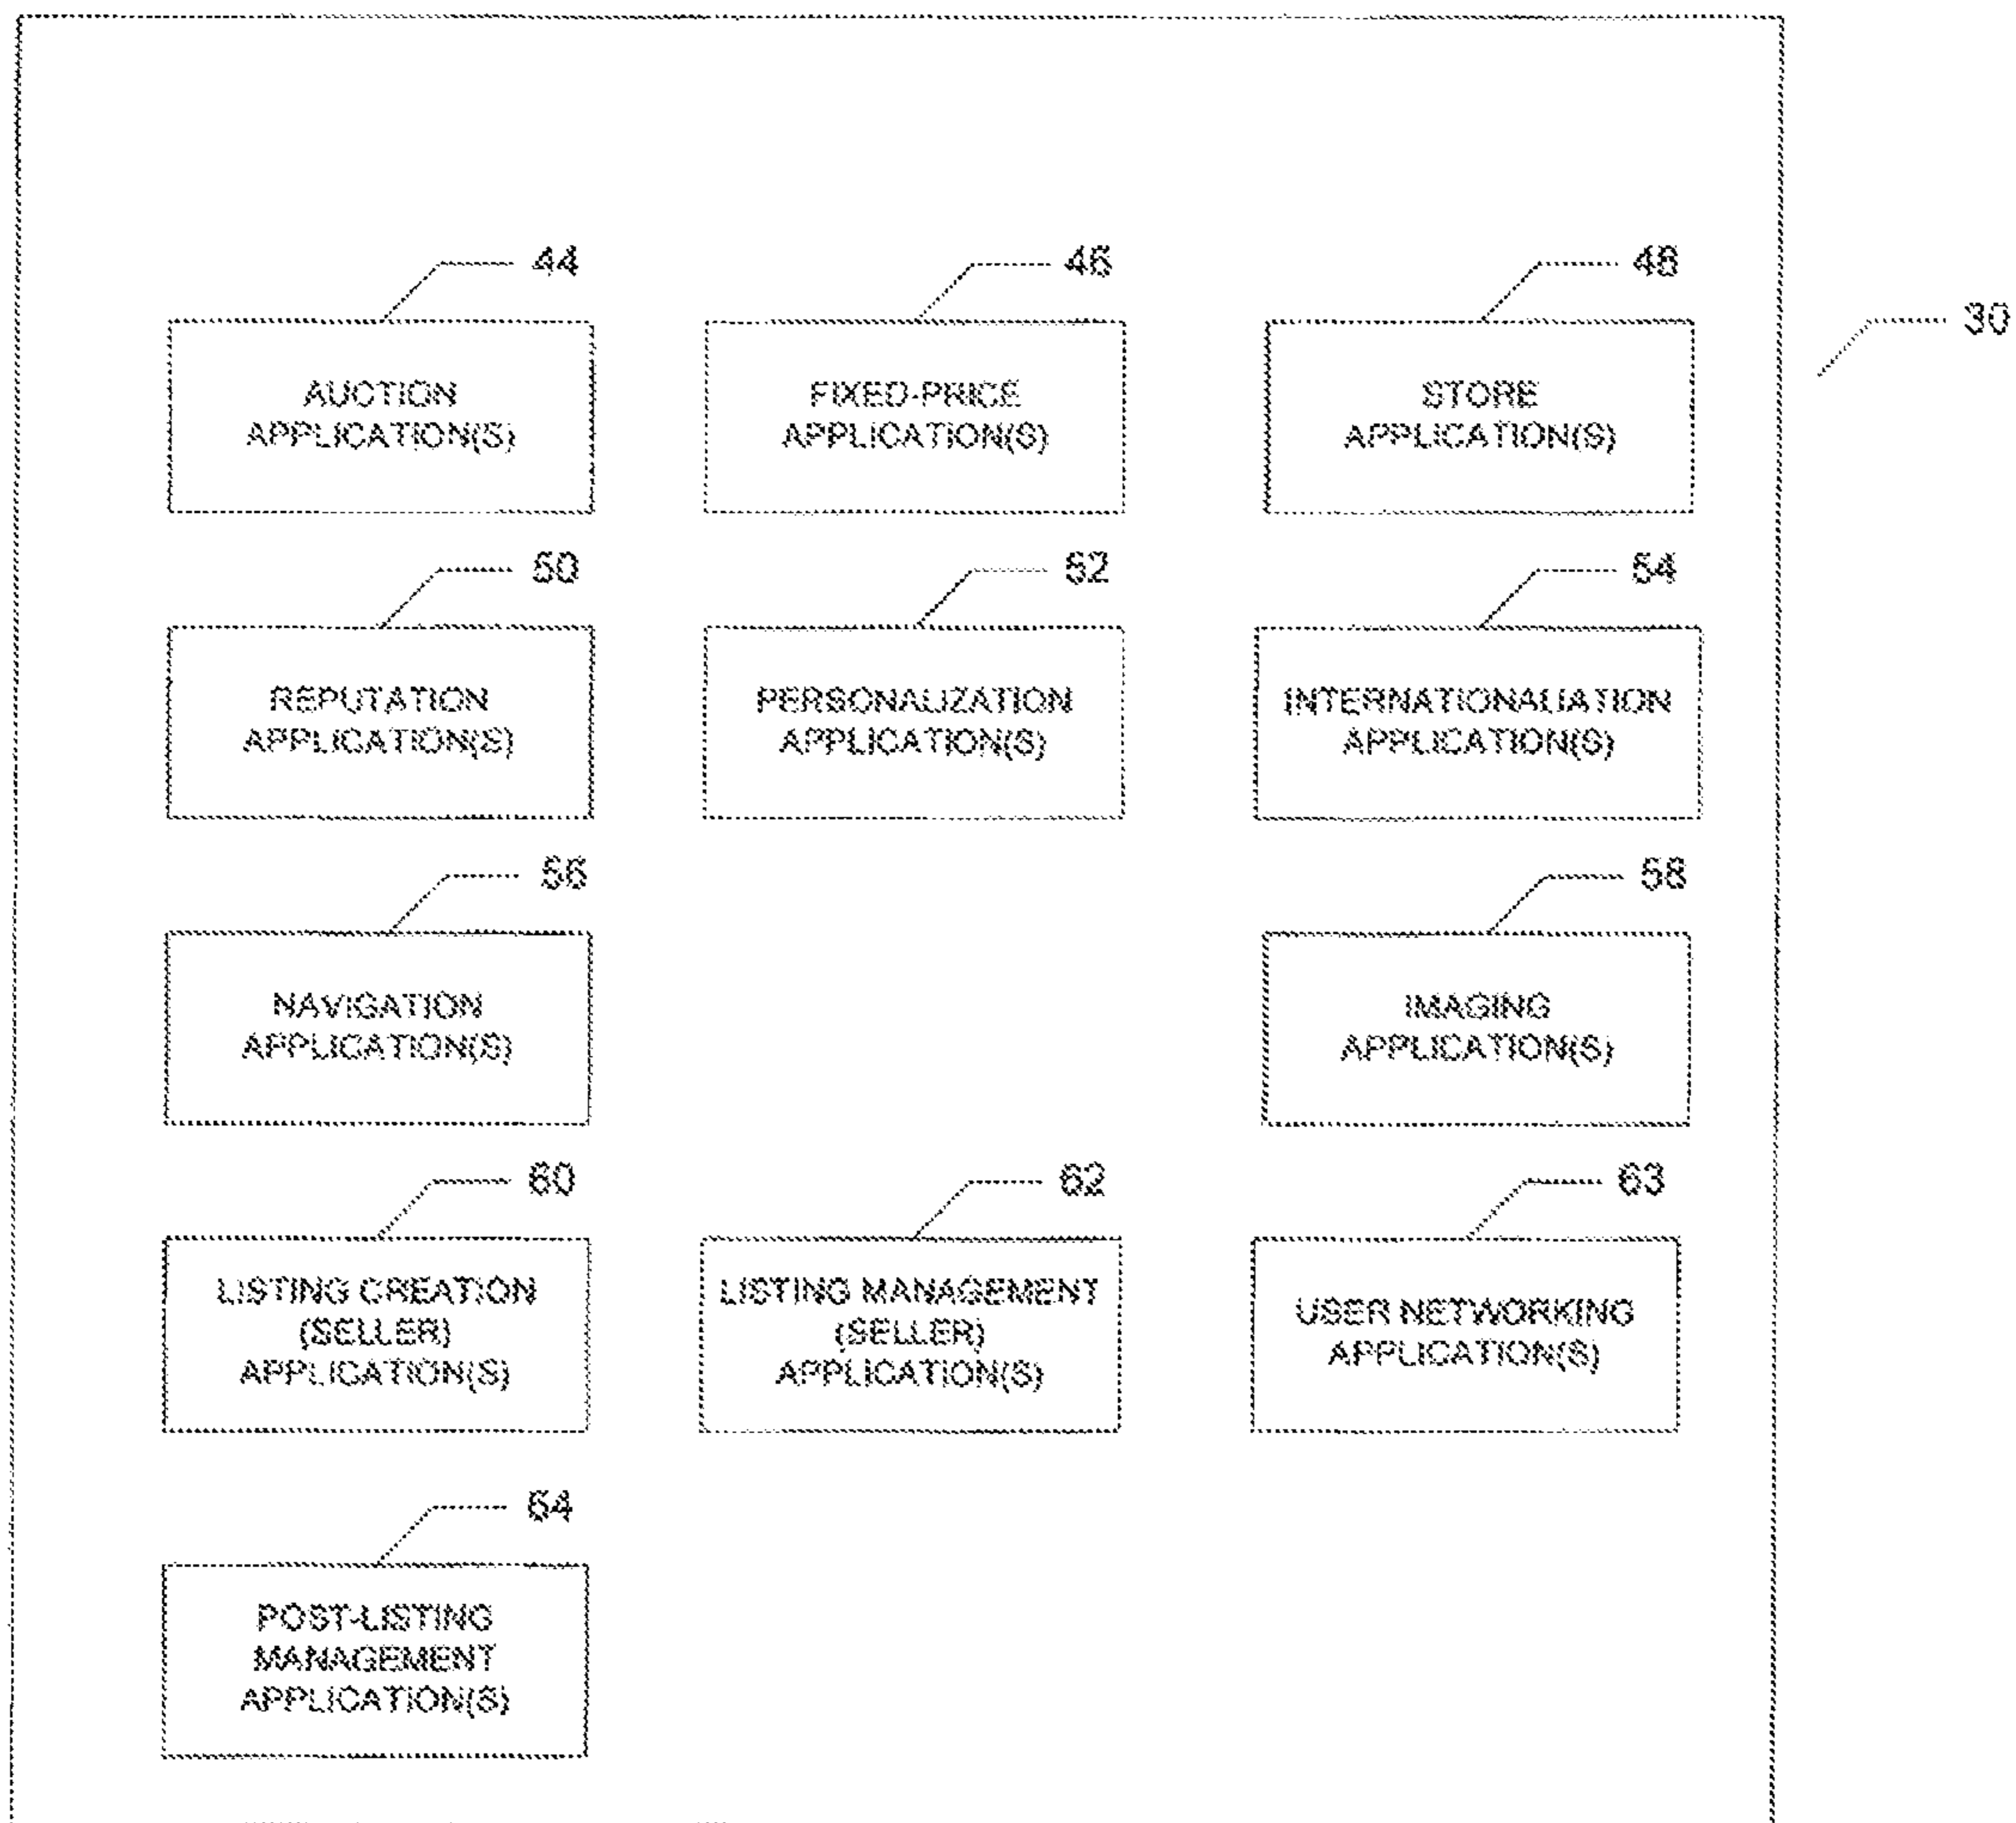 44
46
48
30
AUCTION
APPLICATION(S)
FIXED-PRICE
APPLICATION(S)
STORE
APPLICATION(S)
50
52
54
REPUTATION
APPLICATION(S)
PERSONALIZATION
APPLICATION(S)
INTERNATIONALIATION
APPLICATION(S)
56
58
NAVIGATION
APPLICATION(S)
IMAGING
APPLICATION(S)
60
62
63
LISTING CREATION
(SELLER)
APPLICATION(S)
LISTING MANAGEMENT
(SELLER)
APPLICATION(S)
USER NETWORKING
APPLICATION(S)
64
POST-LISTING
MANAGEMENT
APPLICATION(S)